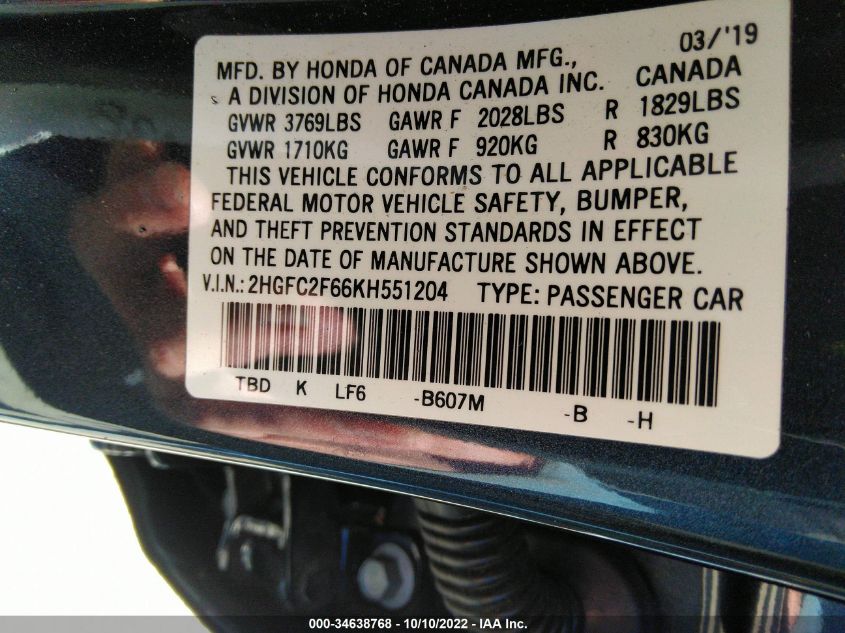 03/'19
MFD. BY HONDA OF CANADA MFG.,
A DIVISION OF HONDA CANADA INC. CANADA
GVWR 3769LBS GAWR F 2028LBS R 1829LBS
GVWR 1710KG GAWR F 920KG R 830KG
THIS VEHICLE CONFORMS TO ALL APPLICABLE
FEDERAL MOTOR VEHICLE SAFETY, BUMPER,
AND THEFT PREVENTION STANDARDS IN EFFECT
ON THE DATE OF MANUFACTURE SHOWN ABOVE.
V.I.N.: 2HGFC2F66KH551204 TYPE: PASSENGER CAR
TBD K LF6 -B607M -B -H
000-34638768 - 10/10/2022 - IAA Inc.